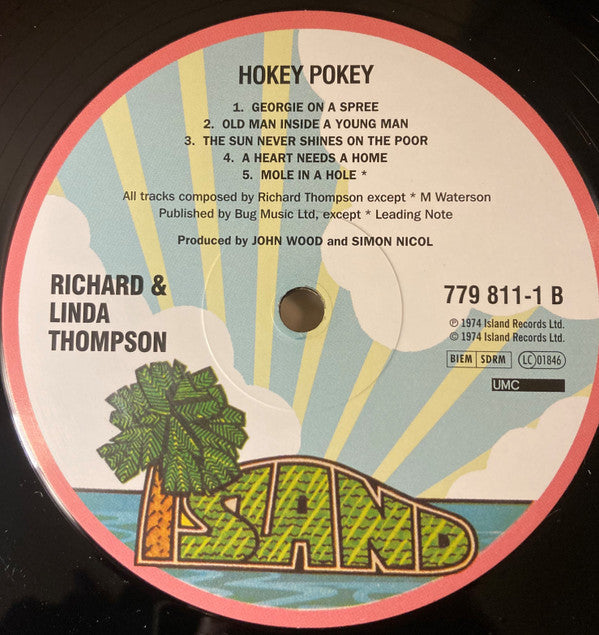 HOKEY POKEY
1. GEORGIE ON A SPREE
2. OLD MAN INSIDE A YOUNG MAN
3. THE SUN NEVER SHINES ON THE POOR
4. A HEART NEEDS A HOME
5. MOLE IN A HOLE *
All tracks composed by Richard Thompson except * M Waterson
Published by Bug Music Ltd, except * Leading Note
Produced by JOHN WOOD and SIMON NICOL
RICHARD &
LINDA
THOMPSON
779 811-1 B
℗ 1974 Island Records Ltd.
© 1974 Island Records Ltd.
BIEM SDRM LC 01846
UMC
ISLAND